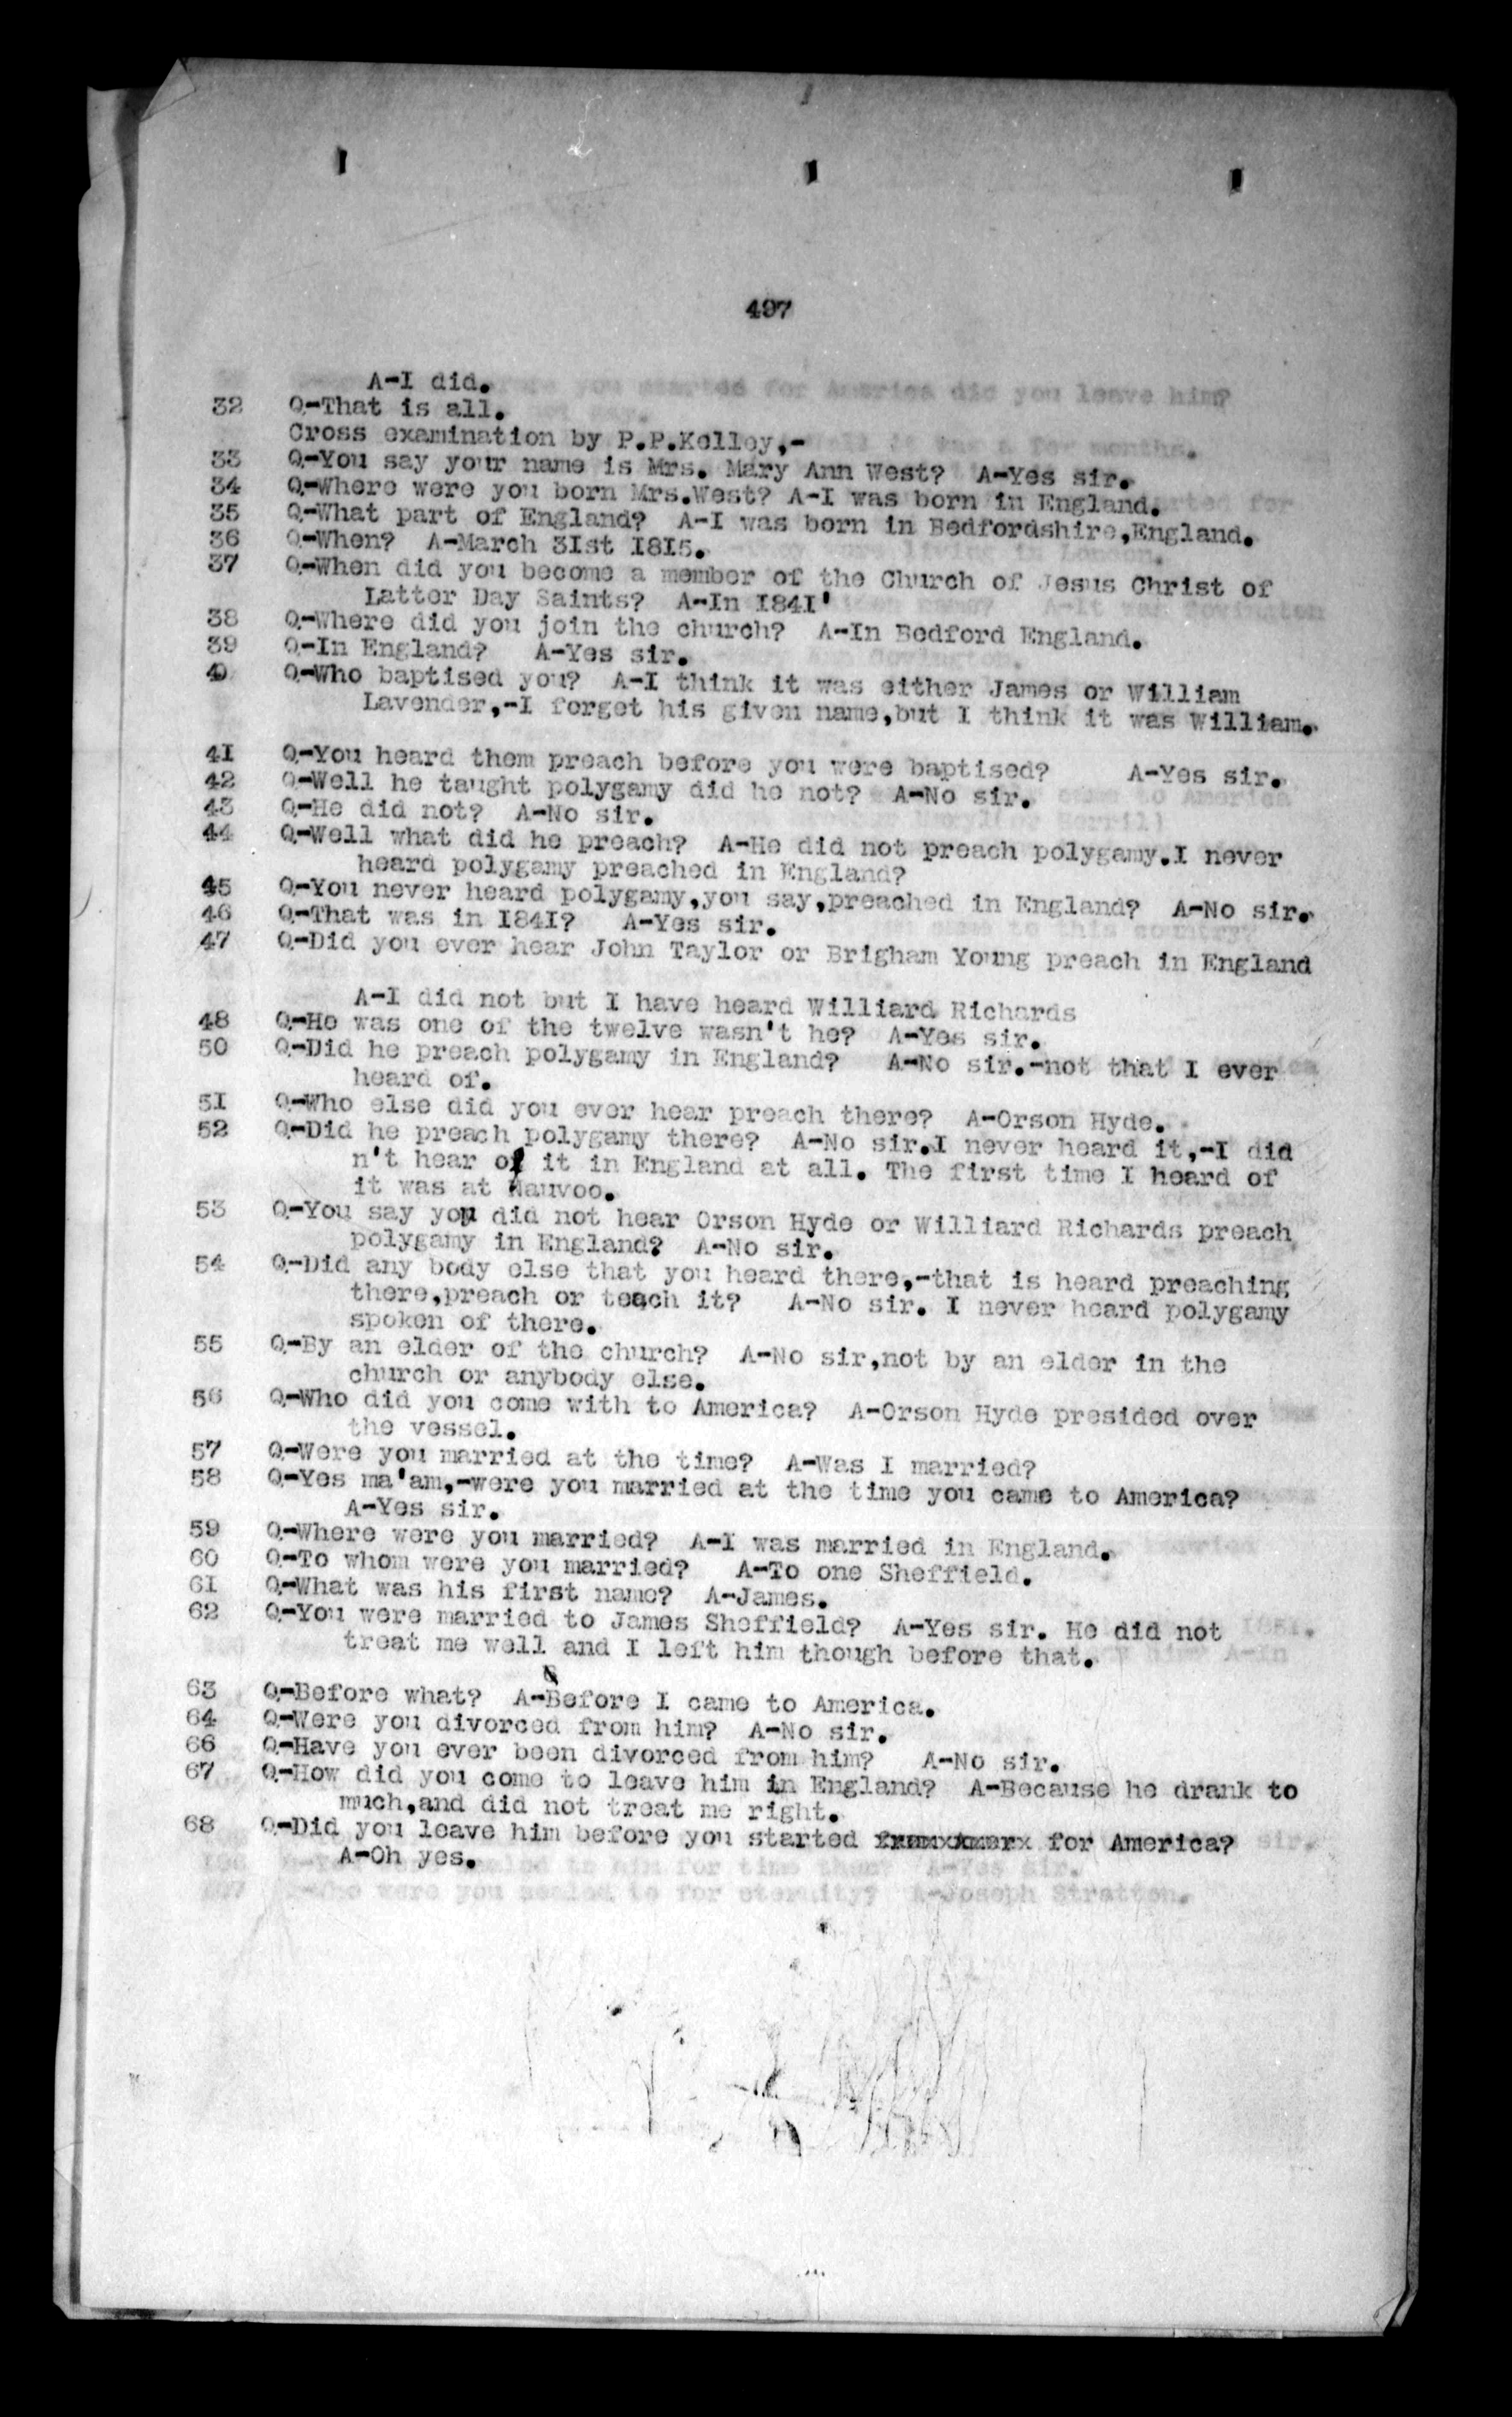 497
A-I did.
32 Q-That is all.
Cross examination by P.P.Kelley,-
33 Q-You say your name is Mrs. Mary Ann West? A-Yes sir.
34 Q-Where were you born Mrs.West? A-I was born in England.
35 Q-What part of England? A-I was born in Bedfordshire,England.
36 Q-When? A-March 31st 1815.
37 Q-When did you become a member of the Church of Jesus Christ of
Latter Day Saints? A-In 1841'
38 Q-Where did you join the church? A-In Bedford England.
39 Q-In England? A-Yes sir.
40 Q-Who baptised you? A-I think it was either James or William
Lavender,-I forget his given name,but I think it was William.
41 Q-You heard them preach before you were baptised? A-Yes sir.
42 Q-Well he taught polygamy did he not? A-No sir.
43 Q-He did not? A-No sir.
44 Q-Well what did he preach? A-He did not preach polygamy.I never
heard polygamy preached in England?
45 Q-You never heard polygamy,you say,preached in England? A-No sir.
46 Q-That was in 1841? A-Yes sir.
47 Q-Did you ever hear John Taylor or Brigham Young preach in England
A-I did not but I have heard Williard Richards
48 Q-He was one of the twelve wasn't he? A-Yes sir.
50 Q-Did he preach polygamy in England? A-No sir.-not that I ever
heard of.
51 Q-Who else did you ever hear preach there? A-Orson Hyde.
52 Q-Did he preach polygamy there? A-No sir.I never heard it,-I did
n't hear of it in England at all. The first time I heard of
it was at Nauvoo.
53 Q-You say you did not hear Orson Hyde or Williard Richards preach
polygamy in England? A-No sir.
54 Q-Did any body else that you heard there,-that is heard preaching
there,preach or teach it? A-No sir. I never heard polygamy
spoken of there.
55 Q-By an elder of the church? A-No sir,not by an elder in the
church or anybody else.
56 Q-Who did you come with to America? A-Orson Hyde presided over
the vessel.
57 Q-Were you married at the time? A-Was I married?
58 Q-Yes ma'am,-were you married at the time you came to America?
A-Yes sir.
59 Q-Where were you married? A-I was married in England.
60 Q-To whom were you married? A-To one Sheffield.
61 Q-What was his first name? A-James.
62 Q-You were married to James Sheffield? A-Yes sir. He did not
treat me well and I left him though before that.
63 Q-Before what? A-Before I came to America.
64 Q-Were you divorced from him? A-No sir.
66 Q-Have you ever been divorced from him? A-No sir.
67 Q-How did you come to leave him in England? A-Because he drank to
much,and did not treat me right.
68 Q-Did you leave him before you started for America?
A-Oh yes.